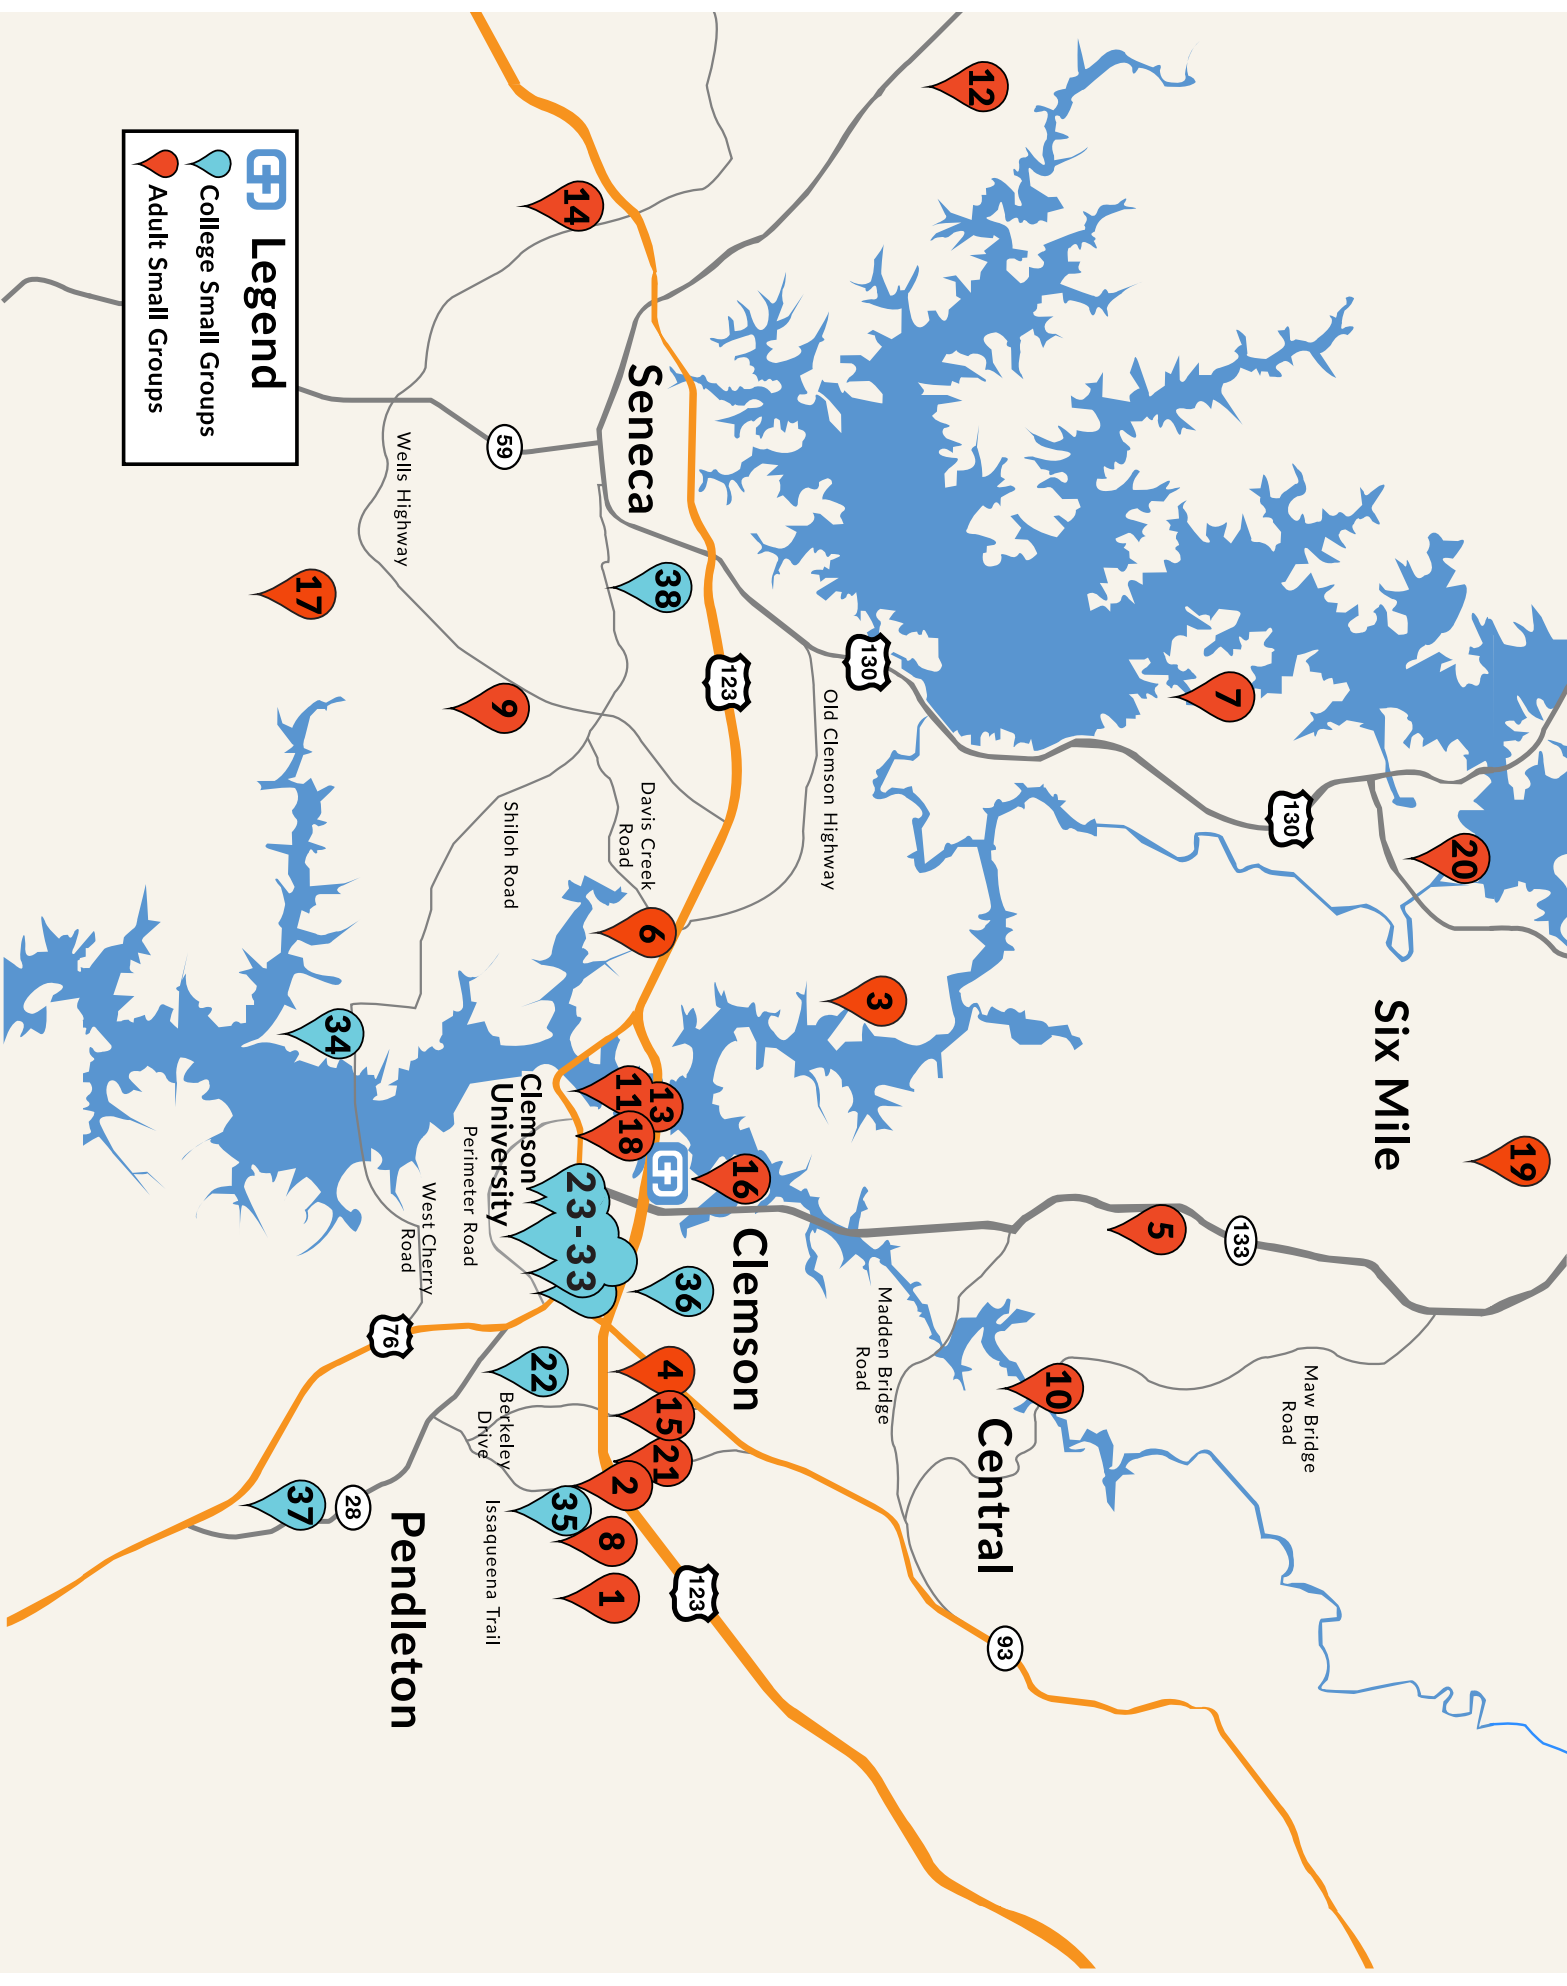 Legend
College Small Groups
Adult Small Groups
19
Six Mile
20
7
130
133
5
Maw Bridge
Road
12
10
Central
93
130
3
Old Clemson Highway
Madden Bridge
Road
16
Clemson
123
123
38
Seneca
6
Davis Creek
Road
13
11
18
36
4
15
21
2
8
1
14
23-33
35
22
Clemson
University
Perimeter Road
Berkeley
Drive
Issaqueena Trail
59
9
Shiloh Road
Wells Highway
West Cherry
Road
76
Pendleton
28
37
17
34